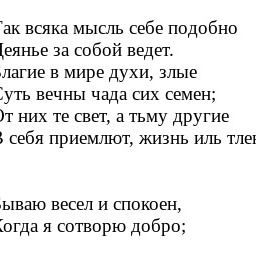 Так всяка мысль себе подобно
Деянье за собой ведет.
Благие в мире духи, злые
Суть вечны чада сих семен;
От них те свет, а тьму другие
В себя приемлют, жизнь иль тлен
Бываю весел и спокоен,
Когда я сотворю добро;